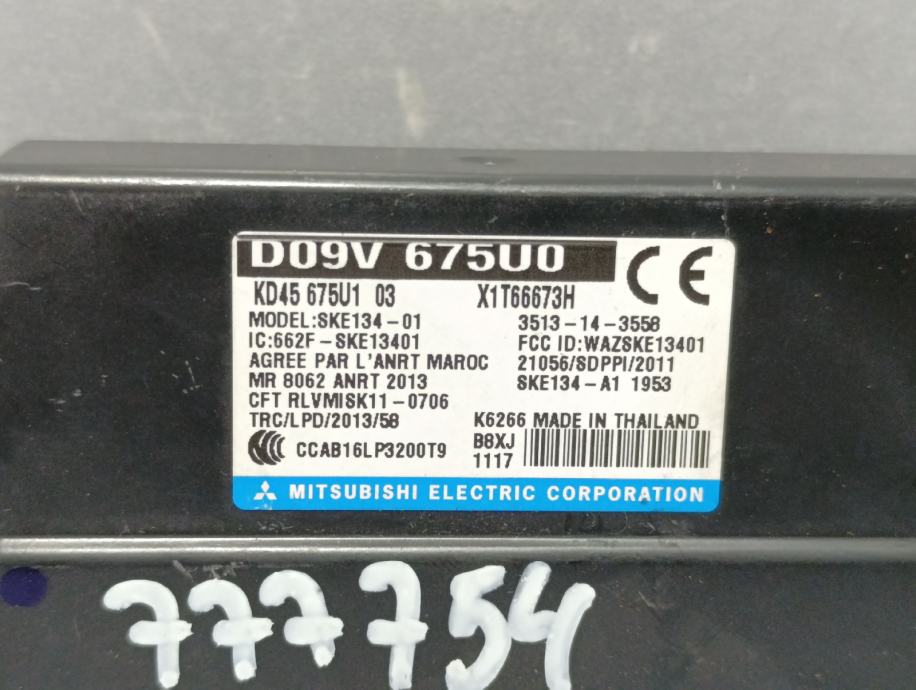 D09V 675U0
CE
KD45 675U1 03 X1T66673H
MODEL:SKE134-01 3513-14-3558
IC:662F-SKE13401 FCC ID:WAZSKE13401
AGREE PAR L'ANRT MAROC 21056/SDPPI/2011
MR 8062 ANRT 2013 SKE134-A1 1953
CFT RLVMISK11-0706
TRC/LPD/2013/58 K6266 MADE IN THAILAND
CCAB16LP3200T9 B8XJ
1117
MITSUBISHI ELECTRIC CORPORATION
777754